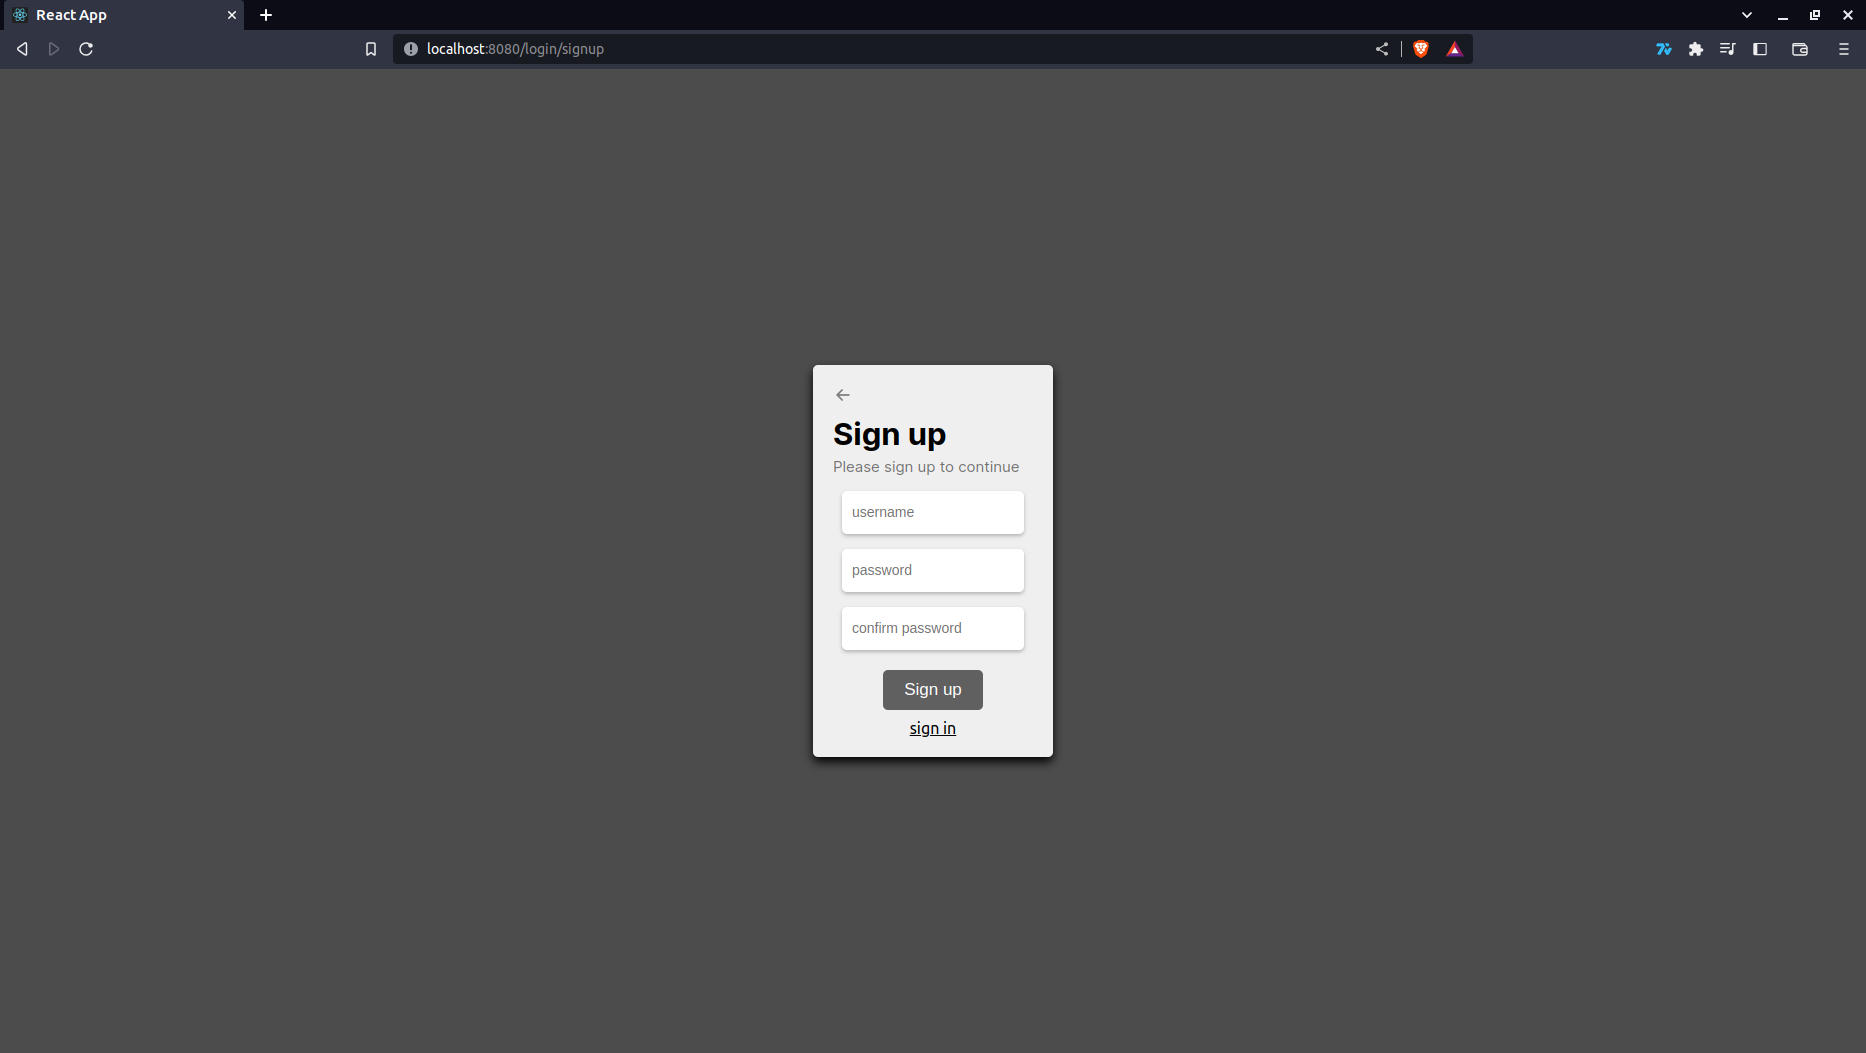 React App
localhost:8080/login/signup
Sign up
Please sign up to continue
username
password
confirm password
Sign up
sign in